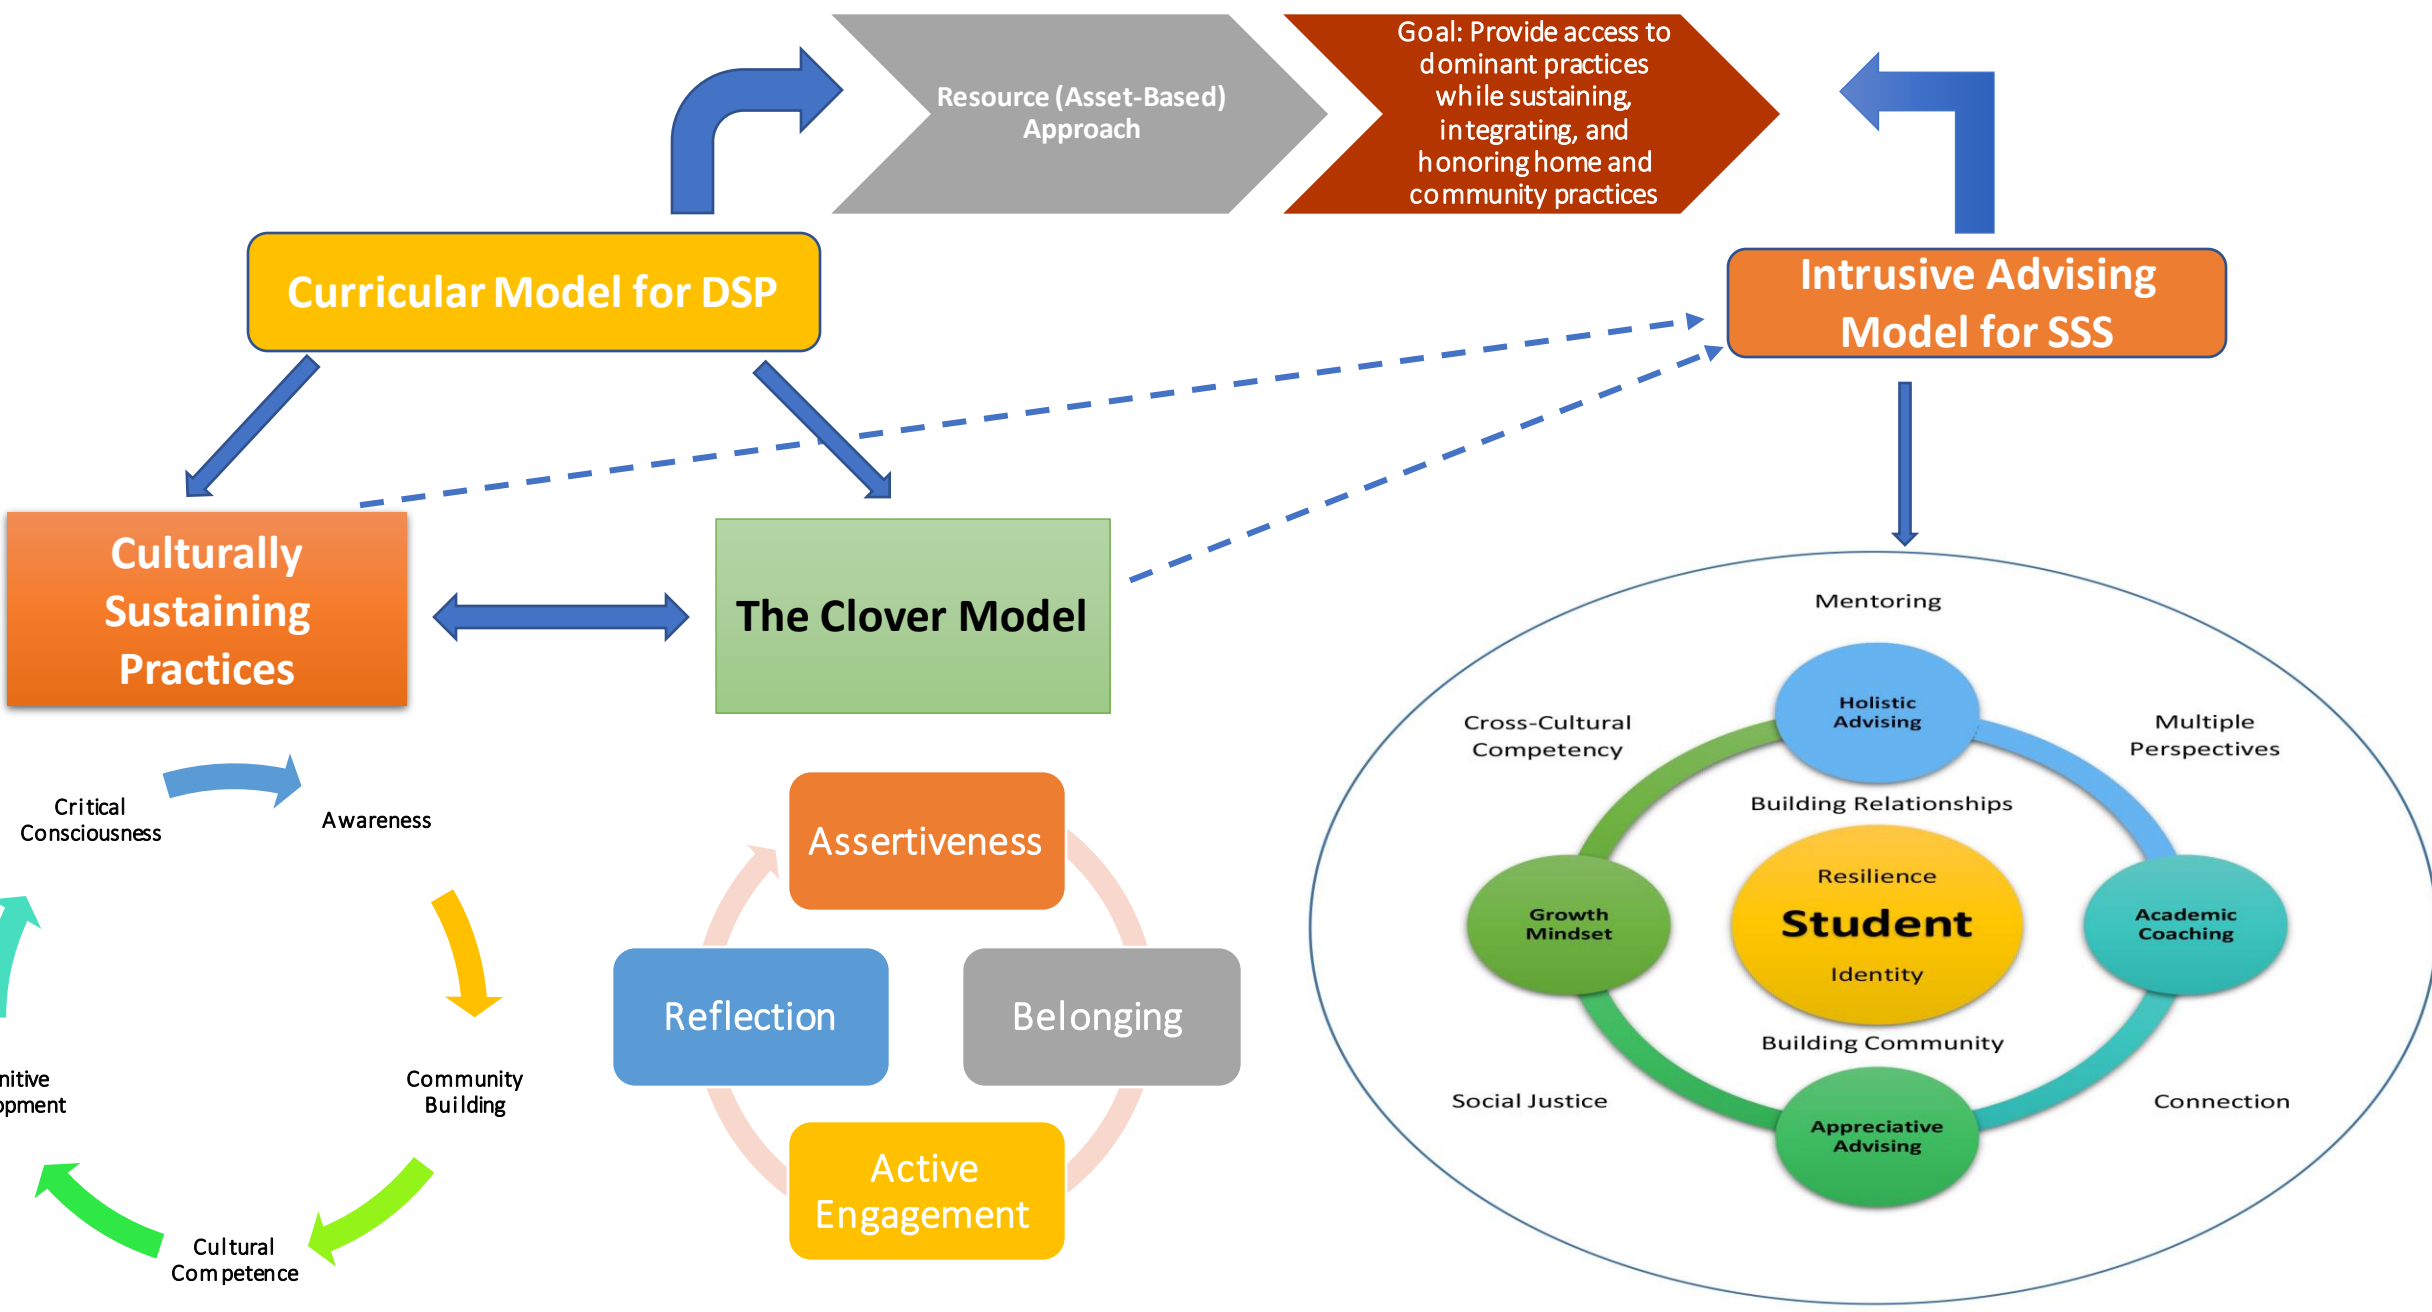 Goal: Provide access to
dominant practices
while sustaining,
integrating, and
honoring home and
community practices
Resource (Asset-Based)
Approach
Curricular Model for DSP
Intrusive Advising
Model for SSS
Culturally
Sustaining
Practices
The Clover Model
Critical
Consciousness
Awareness
Community
Building
Cultural
Competence
nitive
opment
Assertiveness
Belonging
Active
Engagement
Reflection
Mentoring
Cross-Cultural
Competency
Multiple
Perspectives
Holistic
Advising
Building Relationships
Growth
Mindset
Resilience
Student
Identity
Academic
Coaching
Building Community
Social Justice
Connection
Appreciative
Advising